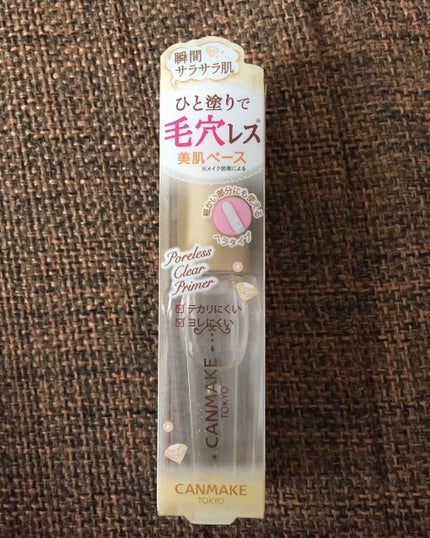 瞬間
サラサラ肌
ひと塗りで
毛穴レス※
美肌ベース
※メイク効果による
細かい部分にも使える
ヘラタイプ
Poreless
Clear
Primer
テカリにくい
ヨレにくい
CANMAKE
TOKYO
CANMAKE
TOKYO